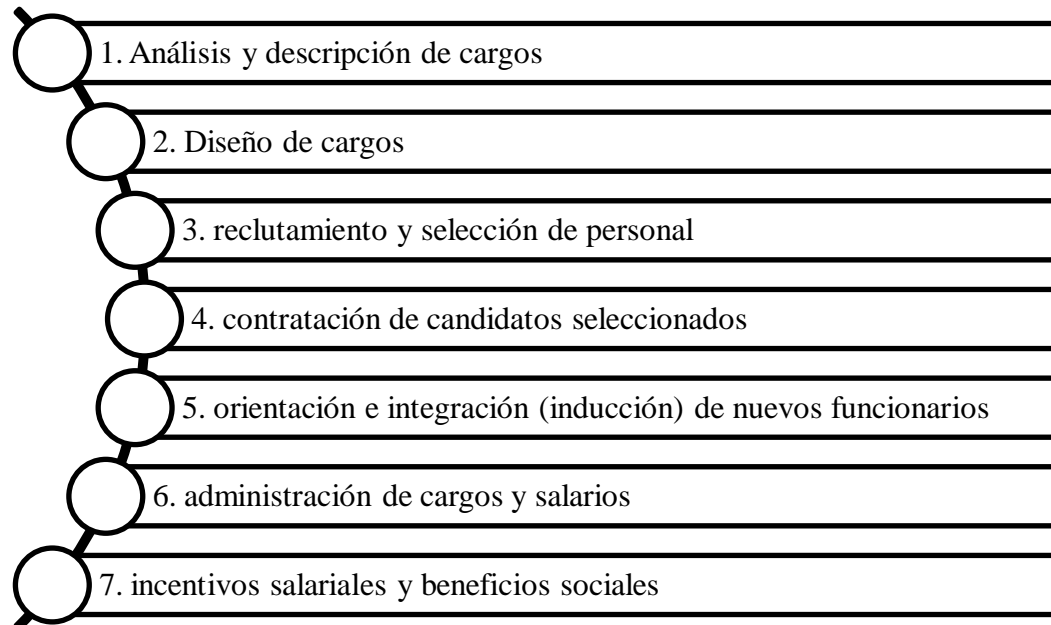 1. Análisis y descripción de cargos
2. Diseño de cargos
3. reclutamiento y selección de personal
4. contratación de candidatos seleccionados
5. orientación e integración (inducción) de nuevos funcionarios
6. administración de cargos y salarios
7. incentivos salariales y beneficios sociales